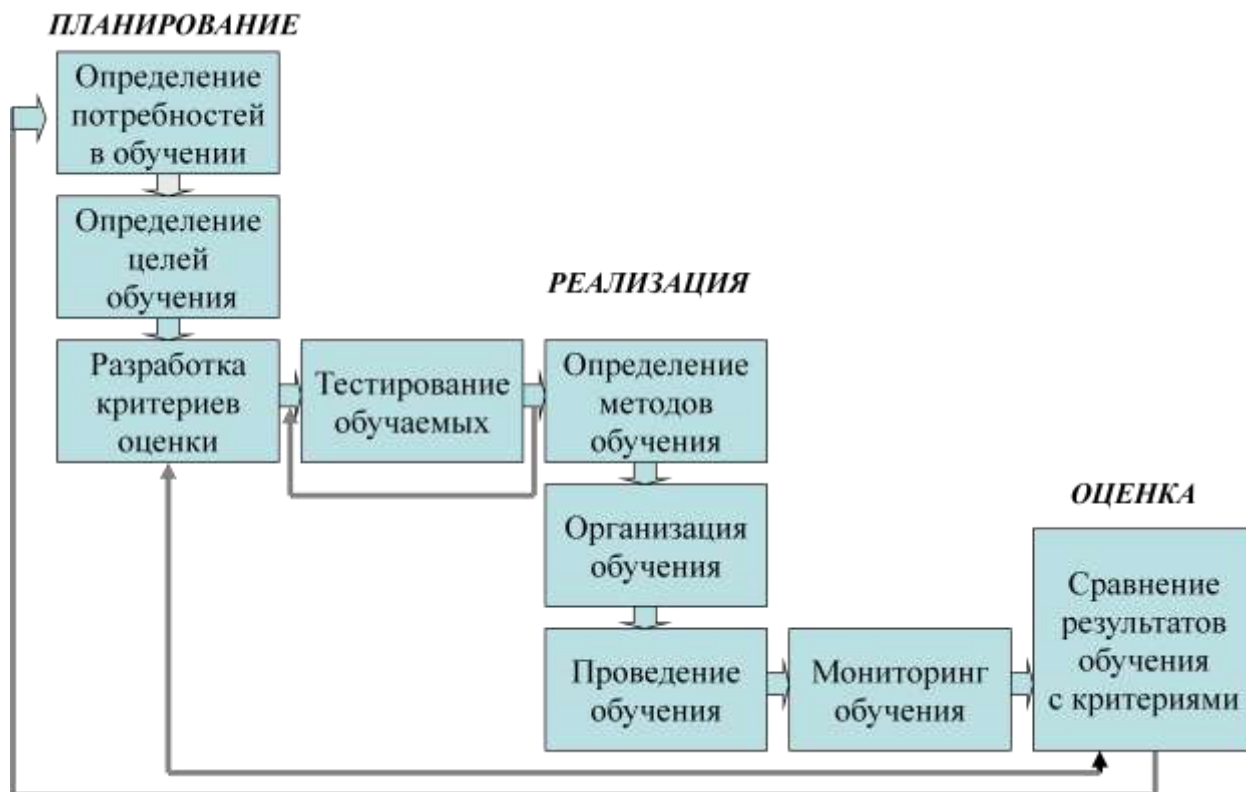 ПЛАНИРОВАНИЕ
Определение
потребностей
в обучении
Определение
целей
обучения
Разработка
критериев
оценки
Тестирование
обучаемых
РЕАЛИЗАЦИЯ
Определение
методов
обучения
Организация
обучения
Проведение
обучения
Мониторинг
обучения
ОЦЕНКА
Сравнение
результатов
обучения
с критериями